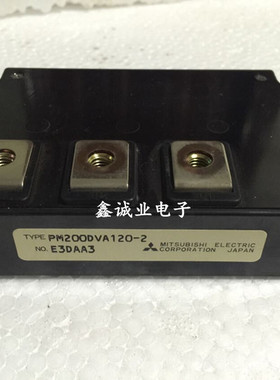 鑫诚业电子
TYPE PM200DVA120-2
NO. E3DAA3
MITSUBISHI ELECTRIC
CORPORATION JAPAN